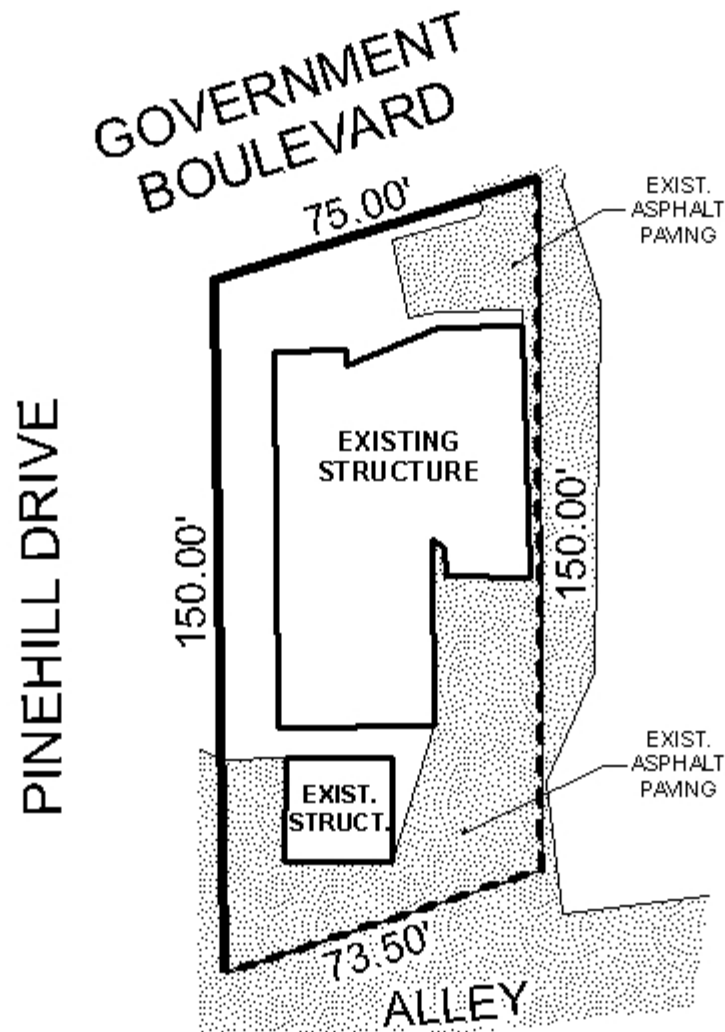 GOVERNMENT
BOULEVARD
75.00'
EXIST.
ASPHALT
PAVING
EXISTING
STRUCTURE
PINEHILL DRIVE
150.00'
150.00'
EXIST.
ASPHALT
PAVING
EXIST.
STRUCT.
73.50'
ALLEY